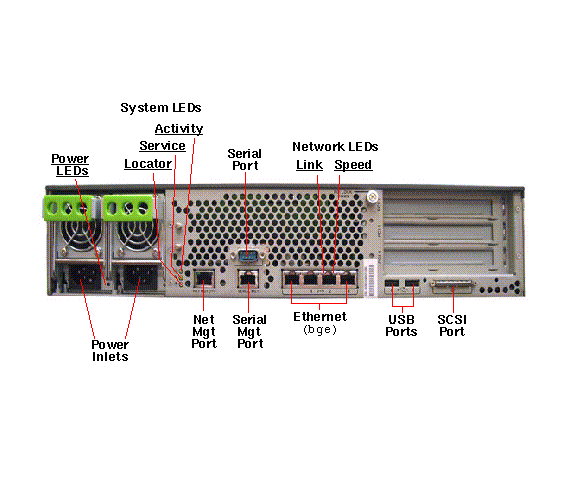 System LEDs
Activity
Service
Locator
Power
LEDs
Serial
Port
Network LEDs
Link
Speed
Net
Mgt
Port
Serial
Mgt
Port
Ethernet
(bge)
USB
Ports
SCSI
Port
Power
Inlets